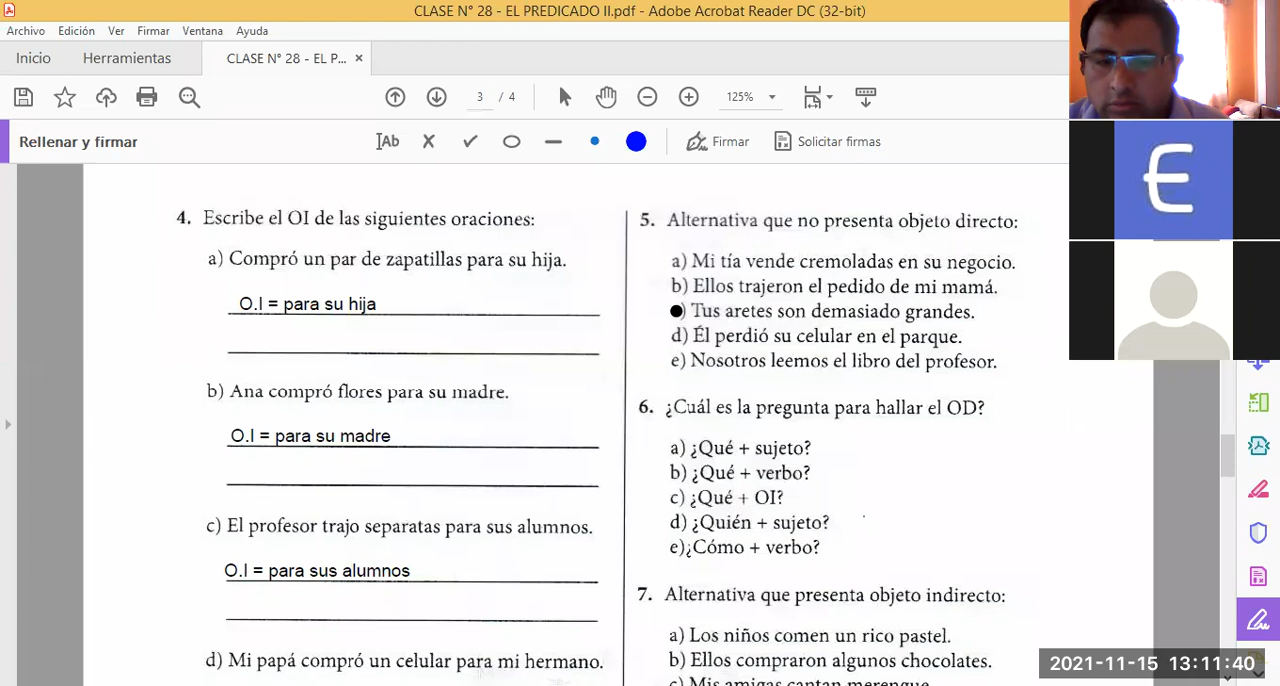 CLASE N° 28 - EL PREDICADO II.pdf - Adobe Acrobat Reader DC (32-bit)
Archivo Edición Ver Firmar Ventana Ayuda
Inicio Herramientas CLASE N° 28 - EL P... ×
3 / 4 125%
Rellenar y firmar Ab Firmar Solicitar firmas
4. Escribe el OI de las siguientes oraciones:
a) Compró un par de zapatillas para su hija.
O.I = para su hija
b) Ana compró flores para su madre.
O.I = para su madre
c) El profesor trajo separatas para sus alumnos.
O.I = para sus alumnos
d) Mi papá compró un celular para mi hermano.
5. Alternativa que no presenta objeto directo:
a) Mi tía vende cremoladas en su negocio.
b) Ellos trajeron el pedido de mi mamá.
) Tus aretes son demasiado grandes.
d) Él perdió su celular en el parque.
e) Nosotros leemos el libro del profesor.
6. ¿Cuál es la pregunta para hallar el OD?
a) ¿Qué + sujeto?
b) ¿Qué + verbo?
c) ¿Qué + OI?
d) ¿Quién + sujeto?
e)¿Cómo + verbo?
7. Alternativa que presenta objeto indirecto:
a) Los niños comen un rico pastel.
b) Ellos compraron algunos chocolates.
c) Mis amigas cantan merengue
E
2021-11-15 13:11:40